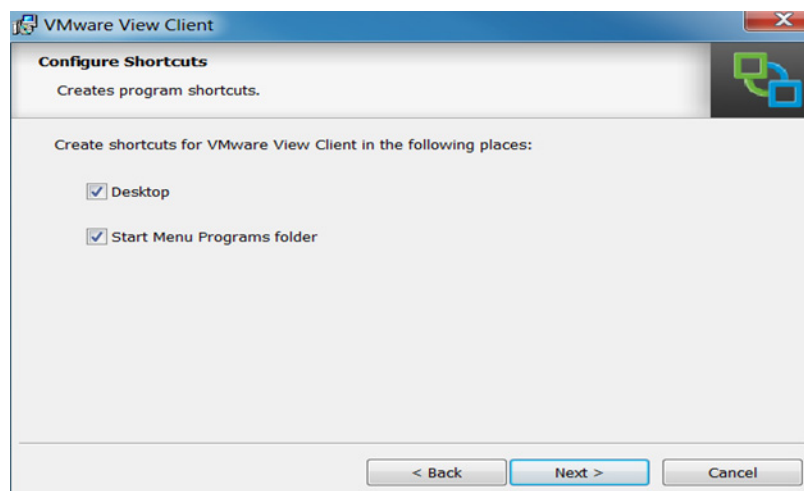 VMware View Client
Configure Shortcuts
Creates program shortcuts.
Create shortcuts for VMware View Client in the following places:
Desktop
Start Menu Programs folder
< Back Next > Cancel